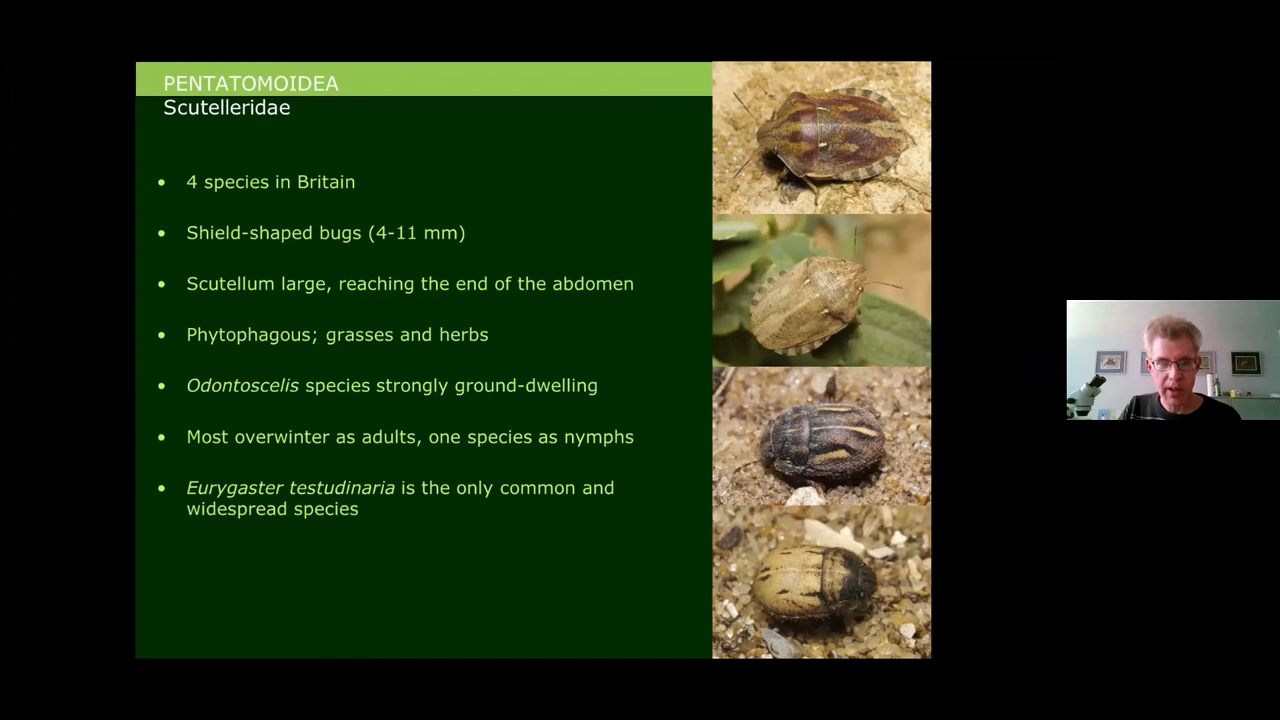 PENTATOMOIDEA
Scutelleridae
• 4 species in Britain
• Shield-shaped bugs (4-11 mm)
• Scutellum large, reaching the end of the abdomen
• Phytophagous; grasses and herbs
• Odontoscelis species strongly ground-dwelling
• Most overwinter as adults, one species as nymphs
• Eurygaster testudinaria is the only common and
widespread species